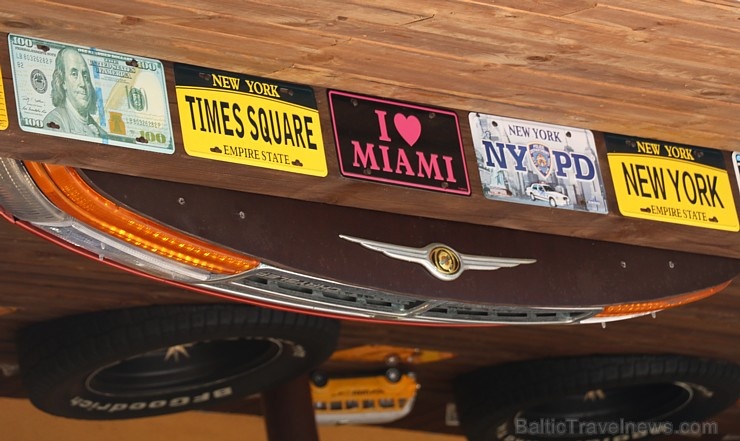 100
100
100
NEW YORK
TIMES SQUARE
EMPIRE STATE
I
MIAMI
NEW YORK
NYPD
NEW YORK
NEW YORK
EMPIRE STATE
BFGoodrich
BalticTravelnews.com